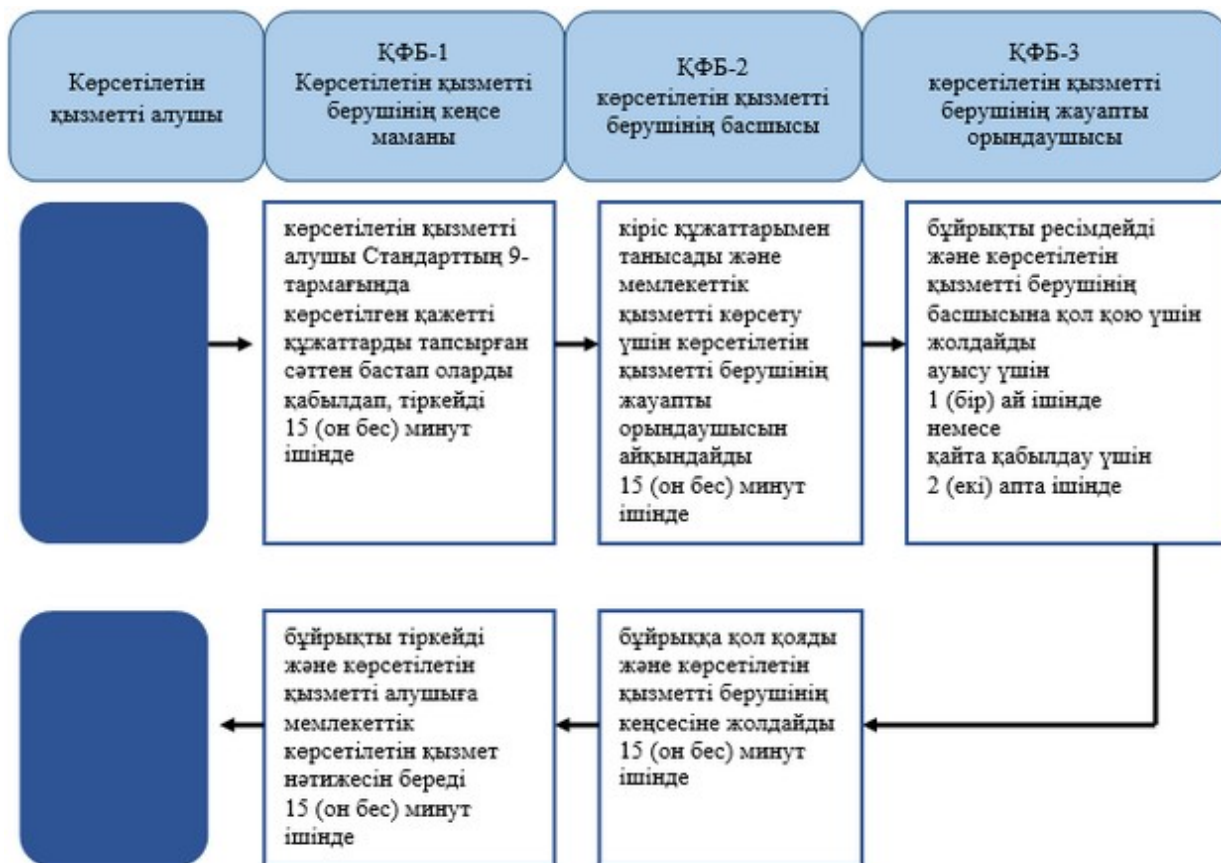 Көрсетілетін
қызметті алушы
ҚФБ-1
Көрсетілетін қызметті
берушінің кеңсе
маманы
ҚФБ-2
көрсетілетін қызметті
берушінің басшысы
ҚФБ-3
көрсетілетін қызметті
берушінің жауапты
орындаушысы
көрсетілетін қызметті
алушы Стандарттың 9-
тармағында
көрсетілген қажетті
құжаттарды тапсырған
сәттен бастап оларды
қабылдап, тіркейді
15 (он бес) минут
ішінде
кіріс құжаттарымен
танысады және
мемлекеттік
қызметті көрсету
үшін көрсетілетін
қызметті берушінің
жауапты
орындаушысын
айқындайды
15 (он бес) минут
ішінде
бұйрықты ресімдейді
және көрсетілетін
қызметті берушінің
басшысына қол қою үшін
жолдайды
ауысу үшін
1 (бір) ай ішінде
немесе
қайта қабылдау үшін
2 (екі) апта ішінде
бұйрықты тіркейді
және көрсетілетін
қызметті алушыға
мемлекеттік
көрсетілетін қызмет
нәтижесін береді
15 (он бес) минут
ішінде
бұйрыққа қол қояды
және көрсетілетін
қызметті берушінің
кеңсесіне жолдайды
15 (он бес) минут
ішінде